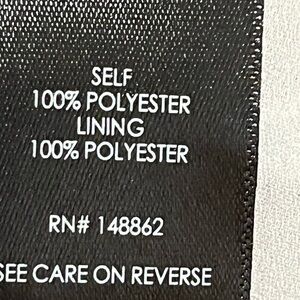 SELF
100% POLYESTER
LINING
100% POLYESTER
RN# 148862
SEE CARE ON REVERSE